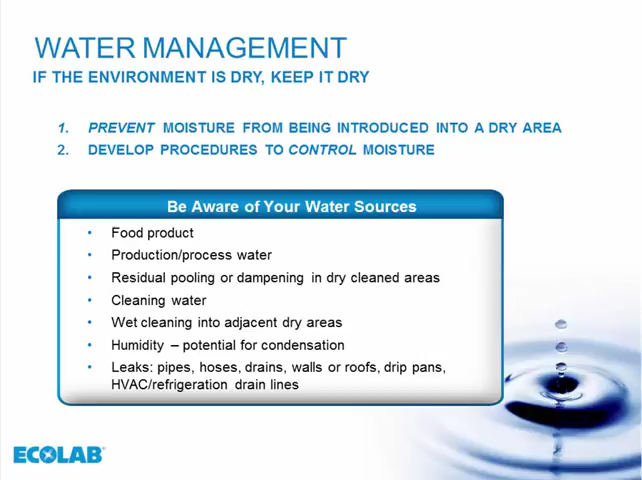 WATER MANAGEMENT
IF THE ENVIRONMENT IS DRY, KEEP IT DRY
1. PREVENT MOISTURE FROM BEING INTRODUCED INTO A DRY AREA
2. DEVELOP PROCEDURES TO CONTROL MOISTURE
Be Aware of Your Water Sources
• Food product
• Production/process water
• Residual pooling or dampening in dry cleaned areas
• Cleaning water
• Wet cleaning into adjacent dry areas
• Humidity – potential for condensation
• Leaks: pipes, hoses, drains, walls or roofs, drip pans,
HVAC/refrigeration drain lines
ECOLAB